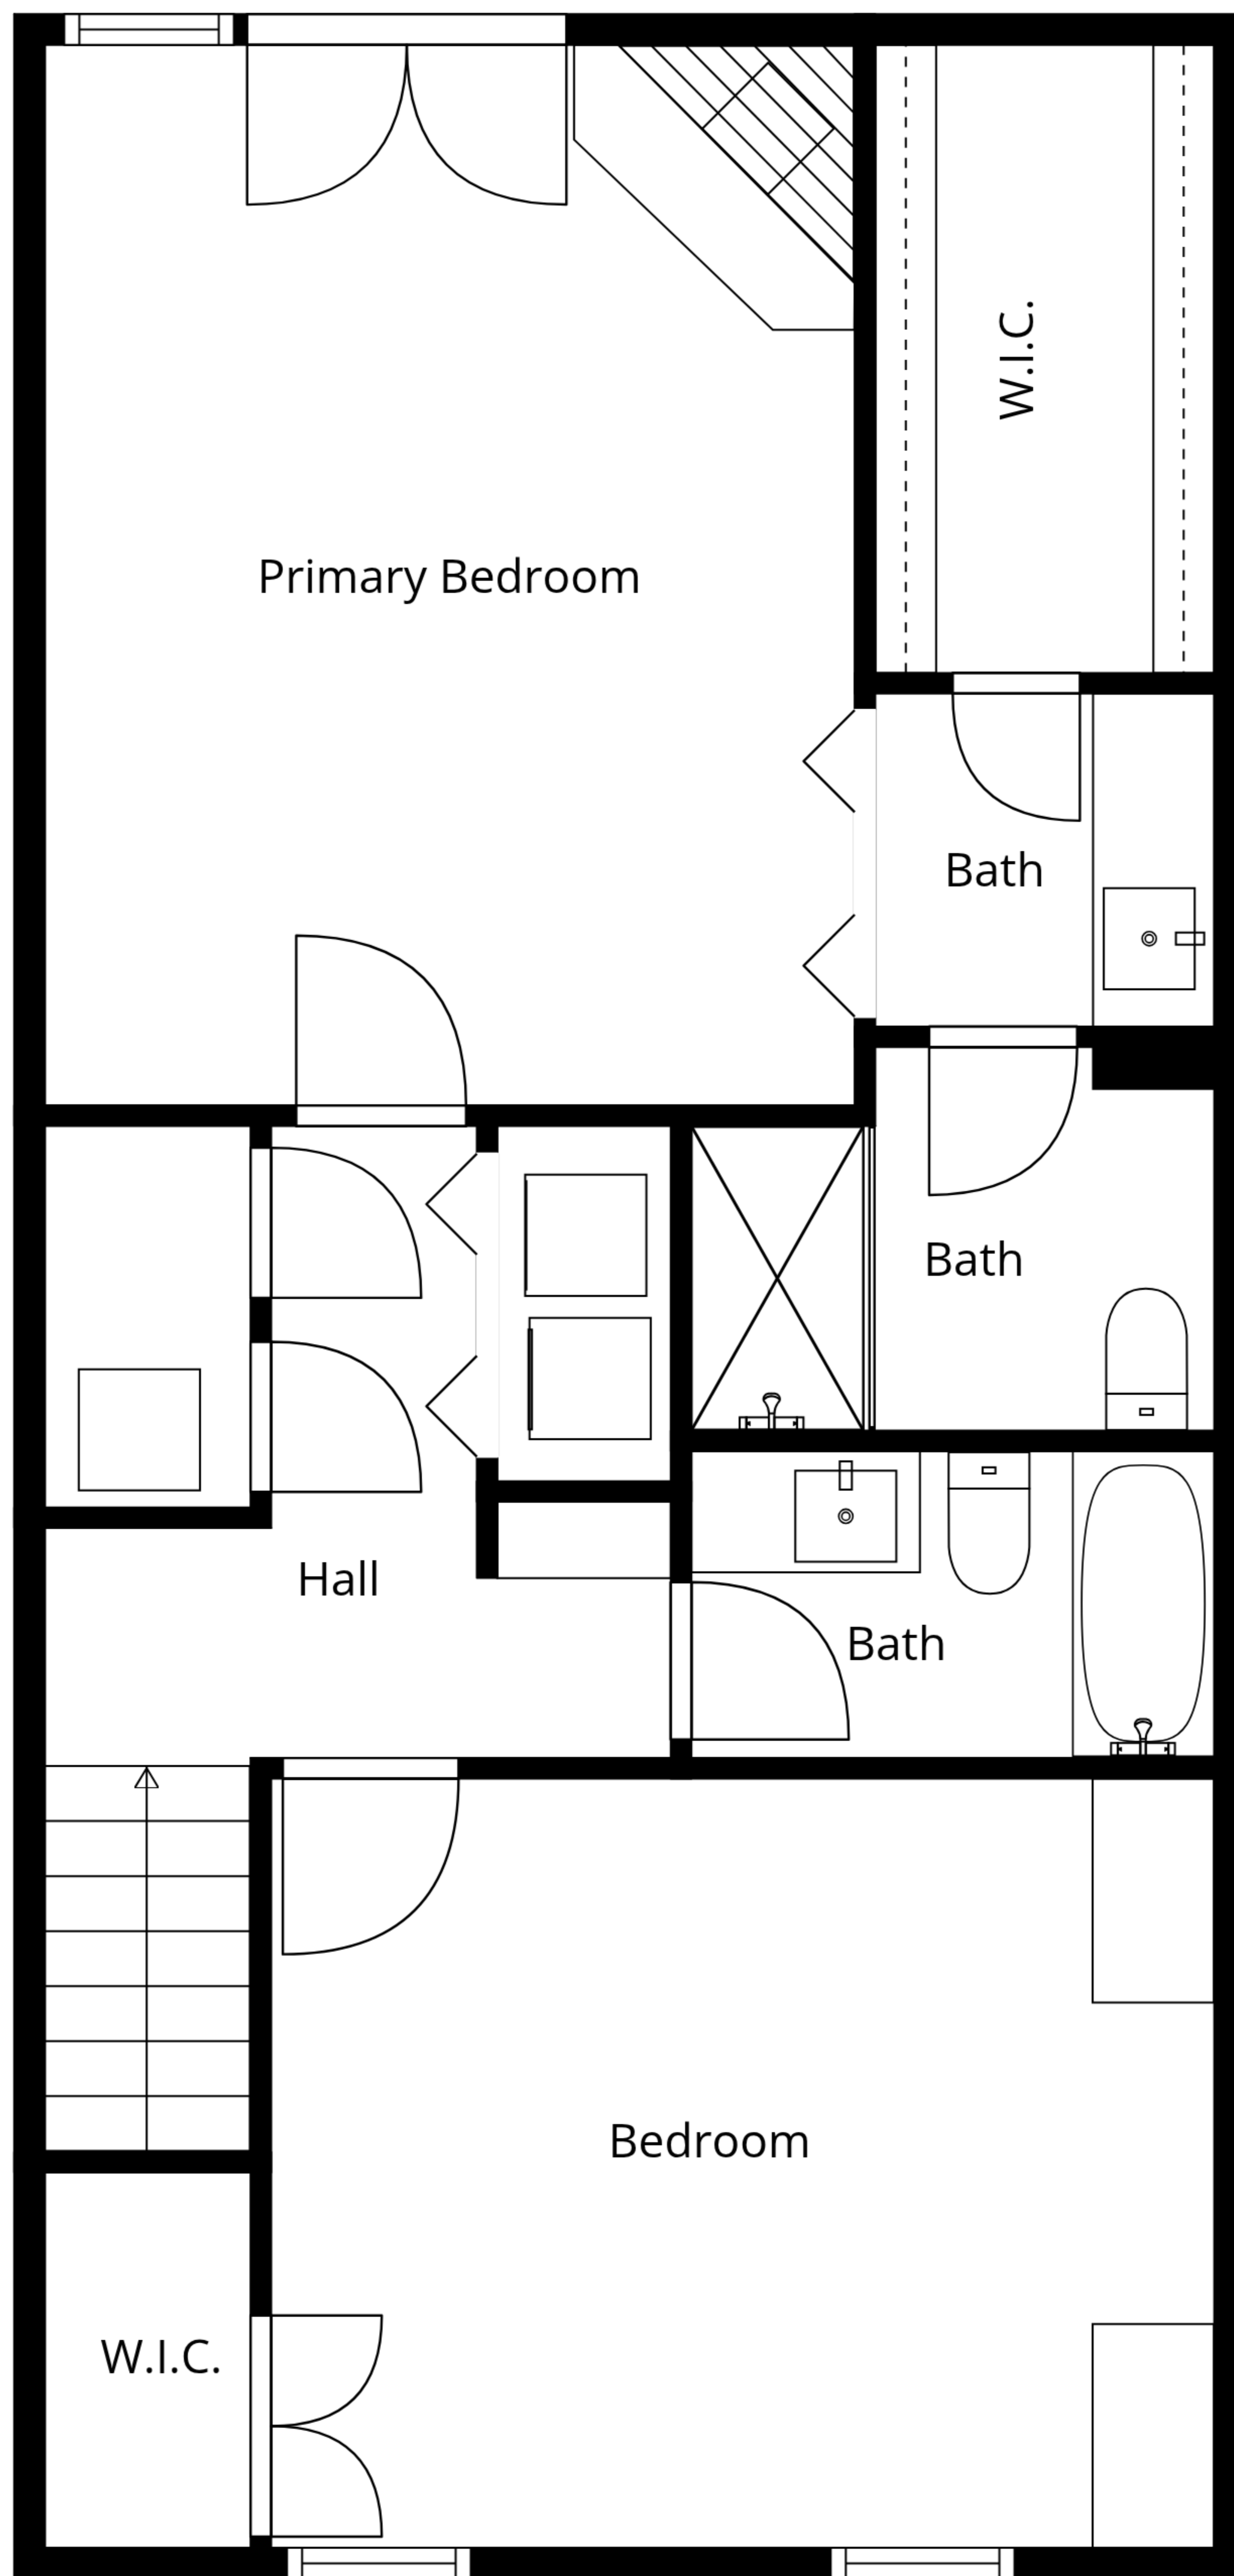 W.I.C.
Primary Bedroom
Bath
Bath
Hall
Bath
Bedroom
W.I.C.